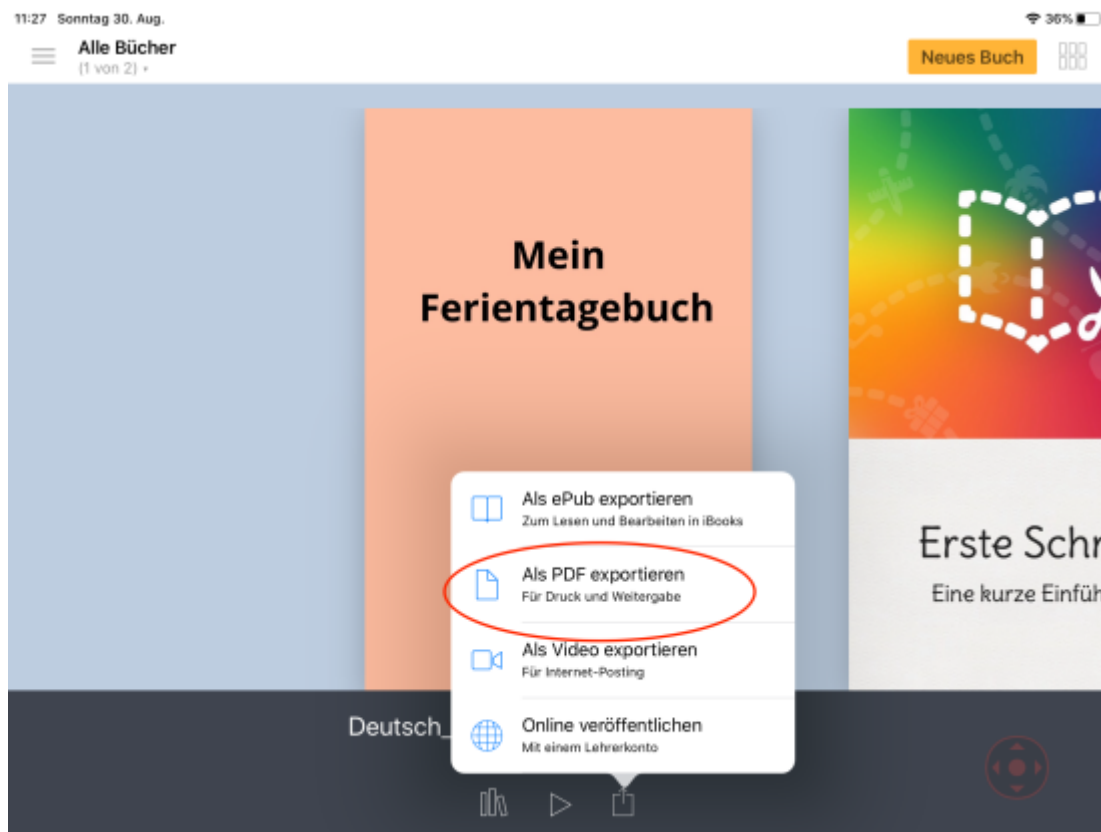 11:27 Sonntag 30. Aug.
36%
Alle Bücher
(1 von 2)
Neues Buch
Mein
Ferientagebuch
Als ePub exportieren
Zum Lesen und Bearbeiten in iBooks
Als PDF exportieren
Für Druck und Weitergabe
Als Video exportieren
Für Internet-Posting
Online veröffentlichen
Mit einem Lehrerkonto
Erste Schr
Eine kurze Einfüh
Deutsch_